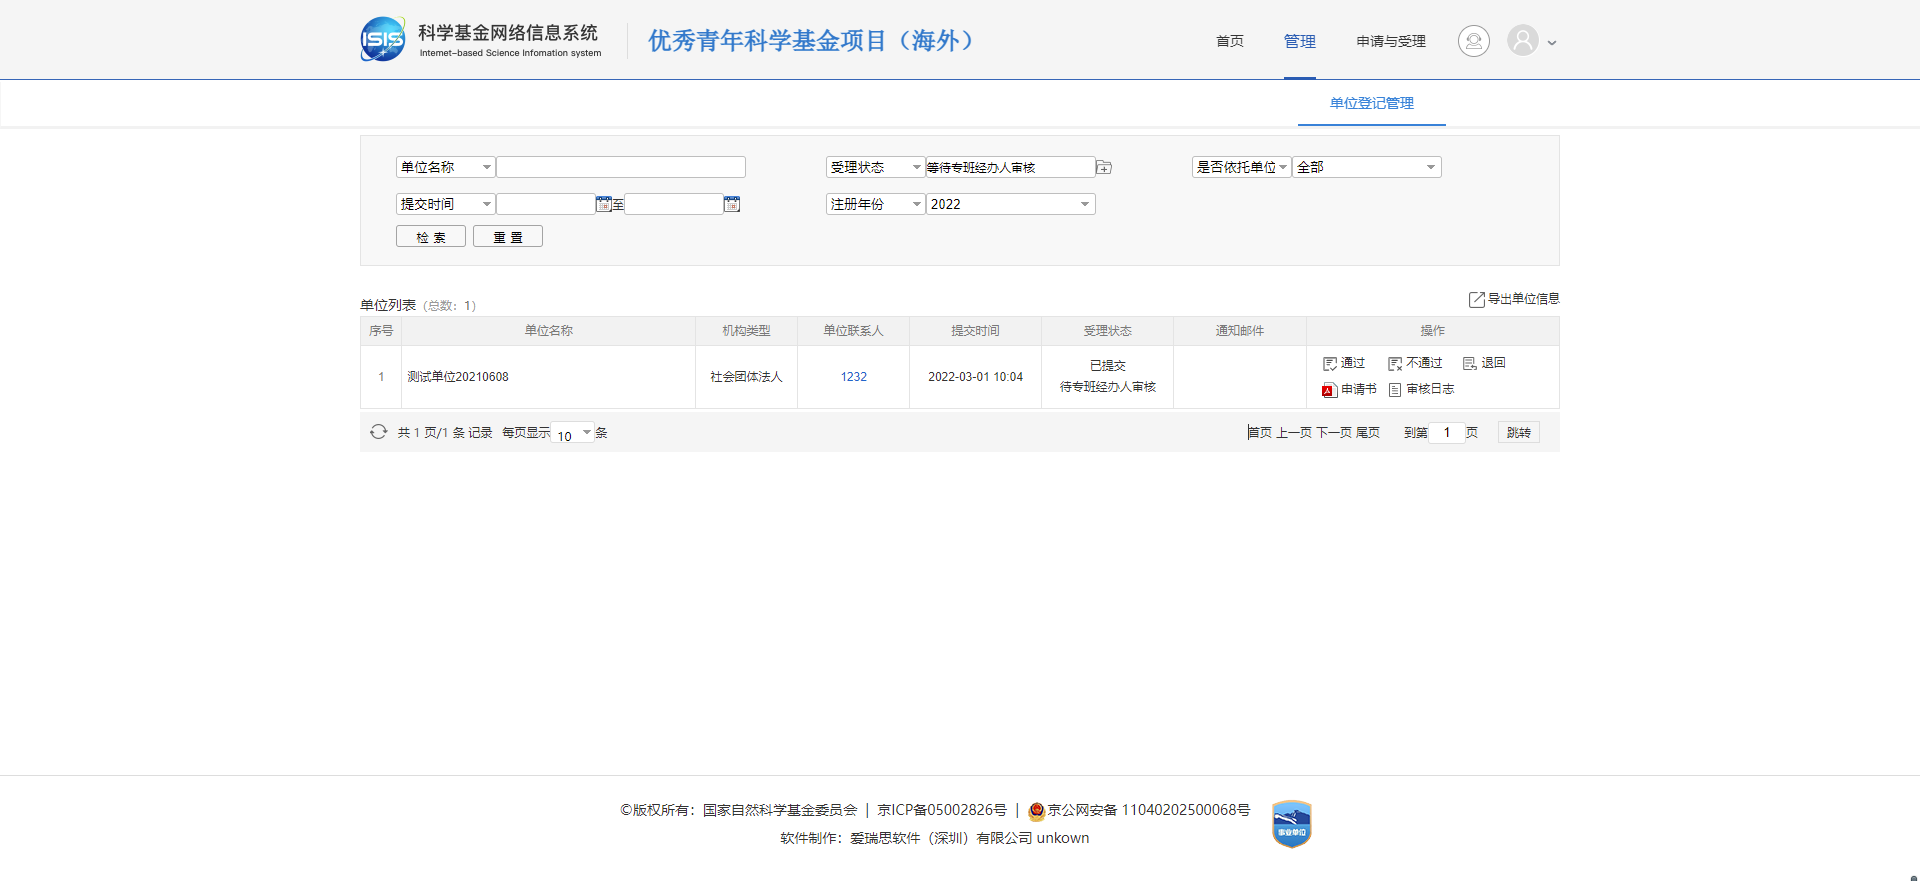 ISIS 科学基金网络信息系统 优秀青年科学基金项目（海外） 首页 管理 申请与受理
Internet-based Science Infomation system
单位登记管理
单位名称 受理状态 等待专班经办人审核 是否依托单位 全部
提交时间 至 注册年份 2022
检 索 重 置
单位列表（总数：1） 导出单位信息
序号 单位名称 机构类型 单位联系人 提交时间 受理状态 通知邮件 操作
1 测试单位20210608 社会团体法人 1232 2022-03-01 10:04 已提交 待专班经办人审核 通过 不通过 退回
申请书 审核日志
共 1 页/1 条 记录 每页显示 10 条 首页 上一页 下一页 尾页 到第 1 页 跳转
©版权所有：国家自然科学基金委员会 | 京ICP备05002826号 | 京公网安备 11040202500068号
软件制作：爱瑞思软件（深圳）有限公司 unkown
事业单位